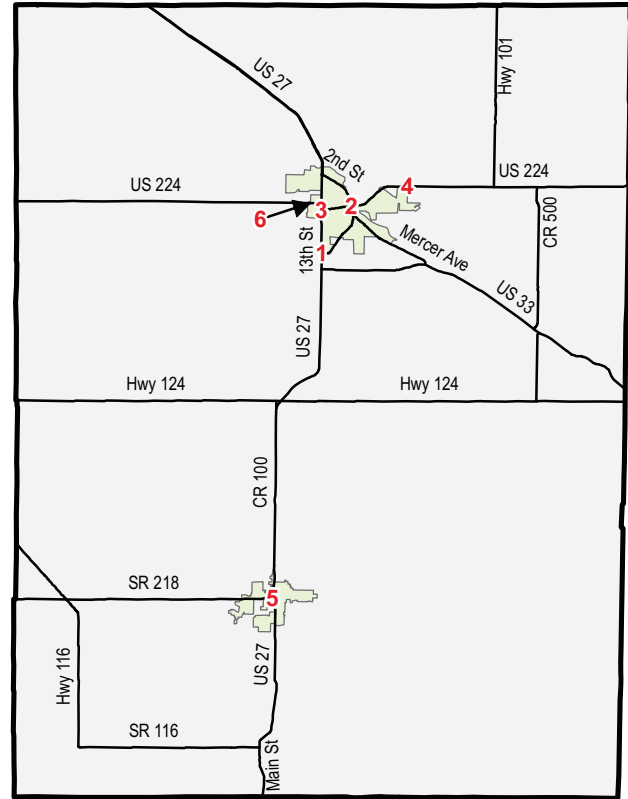 US 27
Hwy 101
2nd St
US 224
4
US 224
2
3
6
CR 500
13th St
Mercer Ave
1
US 33
US 27
Hwy 124
Hwy 124
CR 100
SR 218
5
Hwy 116
US 27
SR 116
Main St